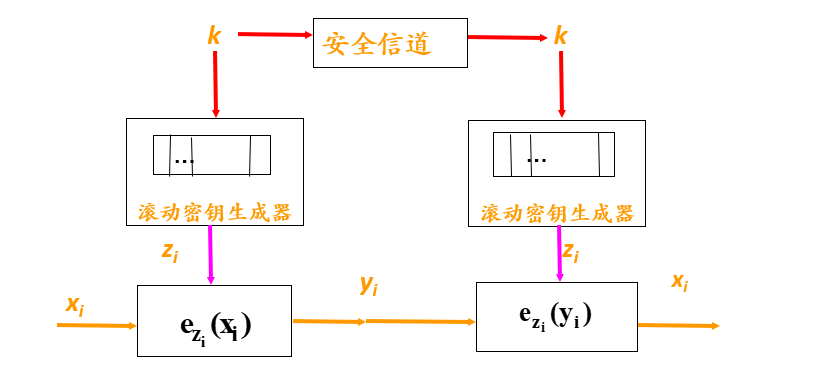 k 安全信道 k
... ...
滚动密钥生成器 滚动密钥生成器
z_i z_i
x_i y_i x_i
e_{z_i}(x_i) e_{z_i}(y_i)